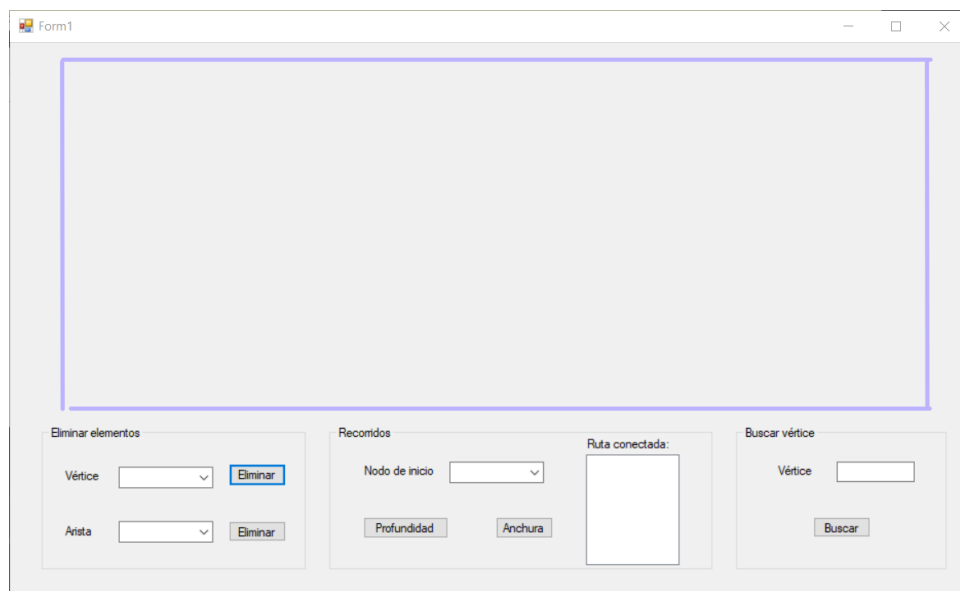 Form1
Eliminar elementos
Vértice
Eliminar
Arista
Eliminar
Recorridos
Nodo de inicio
Profundidad
Anchura
Ruta conectada:
Buscar vértice
Vértice
Buscar